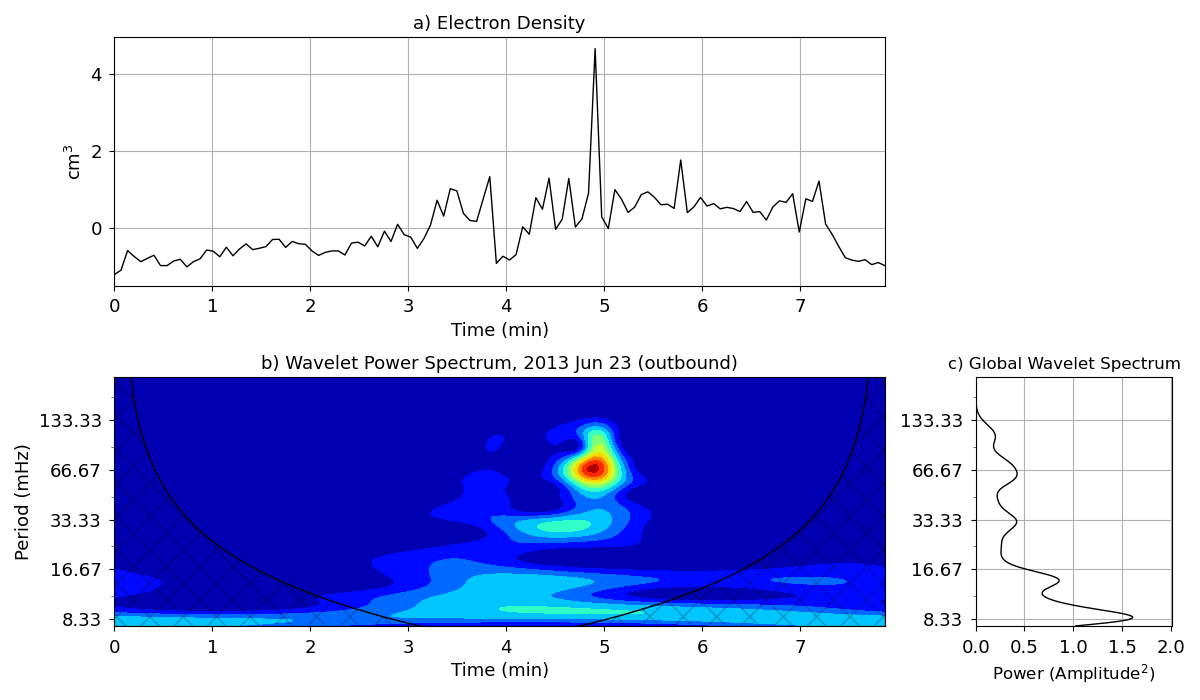 a) Electron Density
cm³
4
2
0
0 1 2 3 4 5 6 7
Time (min)
b) Wavelet Power Spectrum, 2013 Jun 23 (outbound)
Period (mHz)
133.33
66.67
33.33
16.67
8.33
0 1 2 3 4 5 6 7
Time (min)
c) Global Wavelet Spectrum
133.33
66.67
33.33
16.67
8.33
0.0 0.5 1.0 1.5 2.0
Power (Amplitude²)